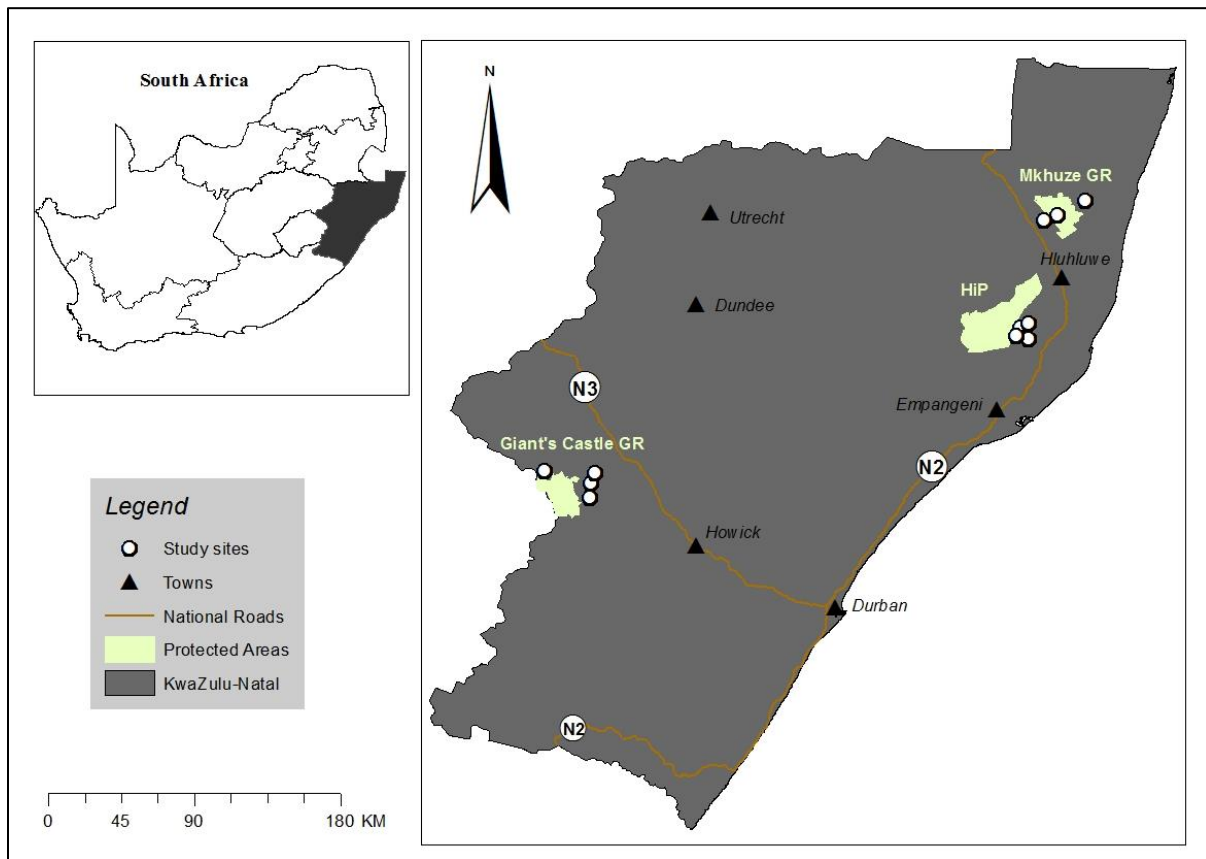 South Africa
N
Mkhuze GR
Utrecht
Hluhluwe
HiP
Dundee
N3
Empangeni
Giant's Castle GR
N2
Howick
Durban
N2
Legend
Study sites
Towns
National Roads
Protected Areas
KwaZulu-Natal
0 45 90 180 KM